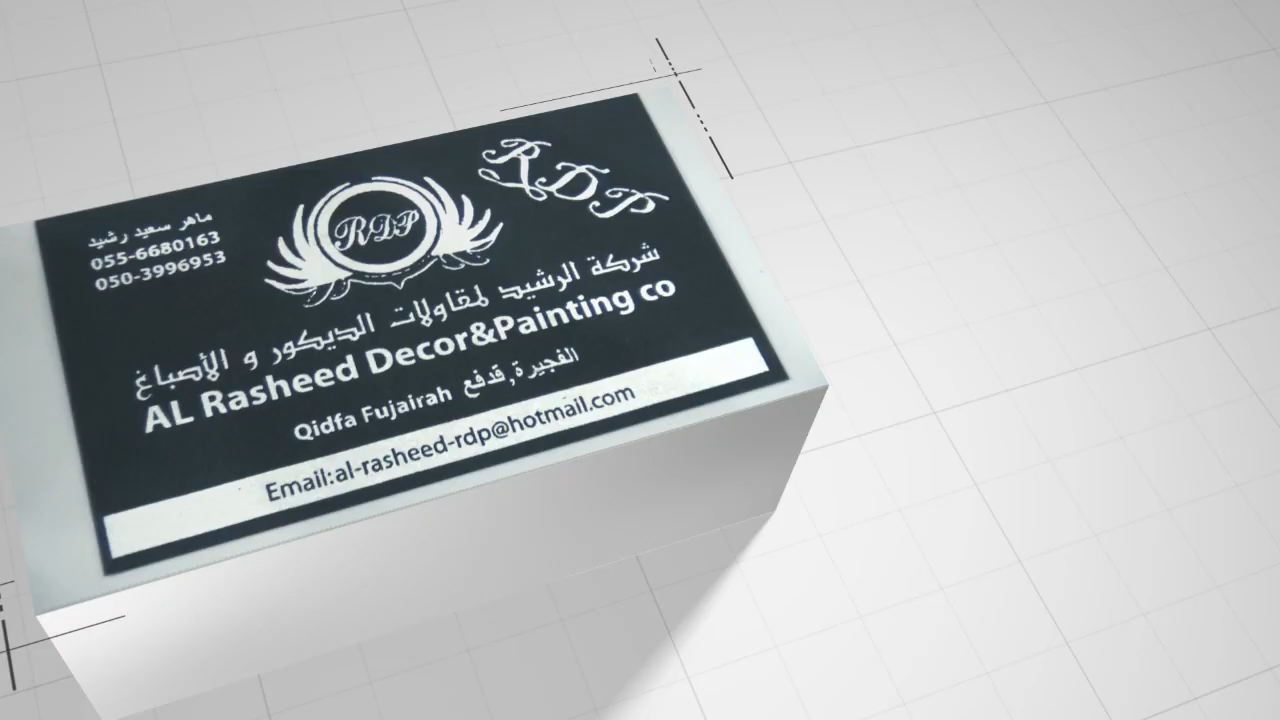 ماهر سعيد رشيد
055-6680163
050-3996953
RDP
RDP
شركة الرشيد لمقاولات الديكور و الأصباغ
AL Rasheed Decor&Painting co
الفجيرة, قدفع
Qidfa Fujairah
Email:al-rasheed-rdp@hotmail.com